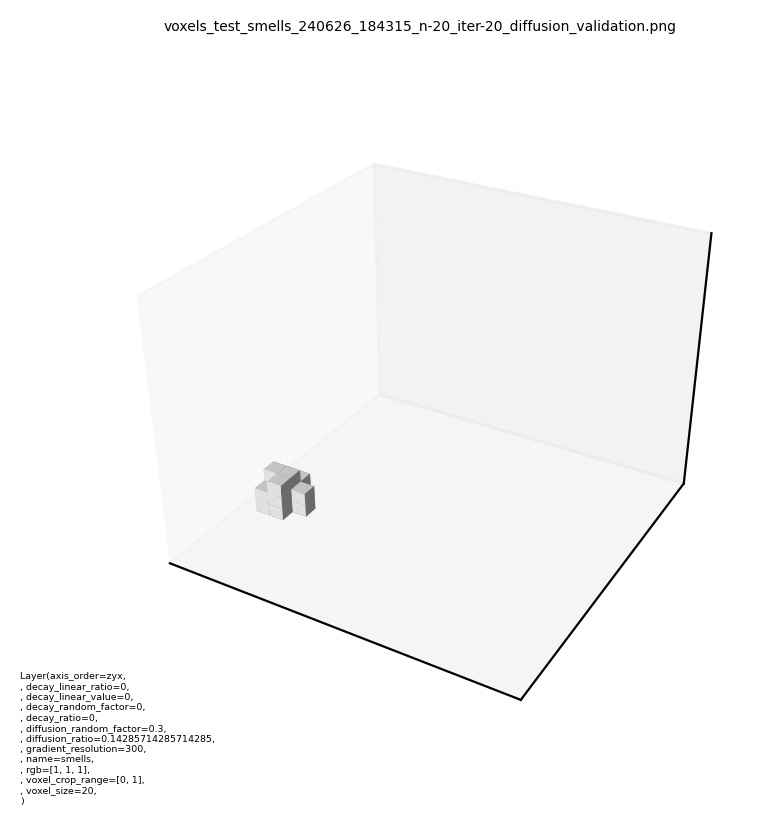 voxels_test_smells_240626_184315_n-20_iter-20_diffusion_validation.png
Layer(axis_order=zyx,
, decay_linear_ratio=0,
, decay_linear_value=0,
, decay_random_factor=0,
, decay_ratio=0,
, diffusion_random_factor=0.3,
, diffusion_ratio=0.14285714285714285,
, gradient_resolution=300,
, name=smells,
, rgb=[1, 1, 1],
, voxel_crop_range=[0, 1],
, voxel_size=20,
)